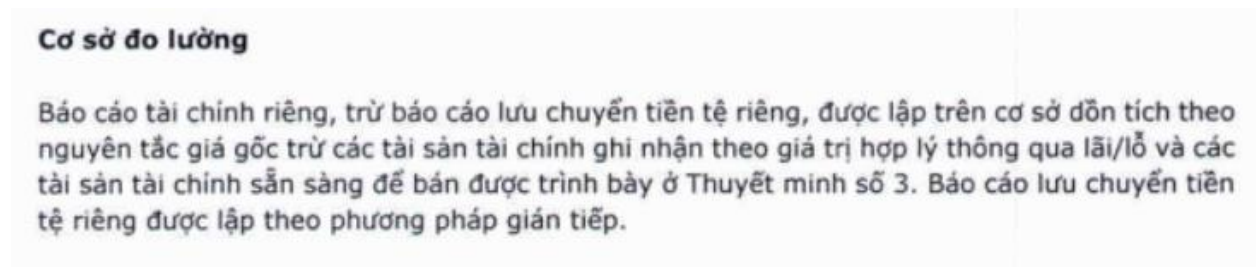 Cơ sở đo lường
Báo cáo tài chính riêng, trừ báo cáo lưu chuyển tiền tệ riêng, được lập trên cơ sở dồn tích theo
nguyên tắc giá gốc trừ các tài sản tài chính ghi nhận theo giá trị hợp lý thông qua lãi/lỗ và các
tài sản tài chính sẵn sàng để bán được trình bày ở Thuyết minh số 3. Báo cáo lưu chuyển tiền
tệ riêng được lập theo phương pháp gián tiếp.